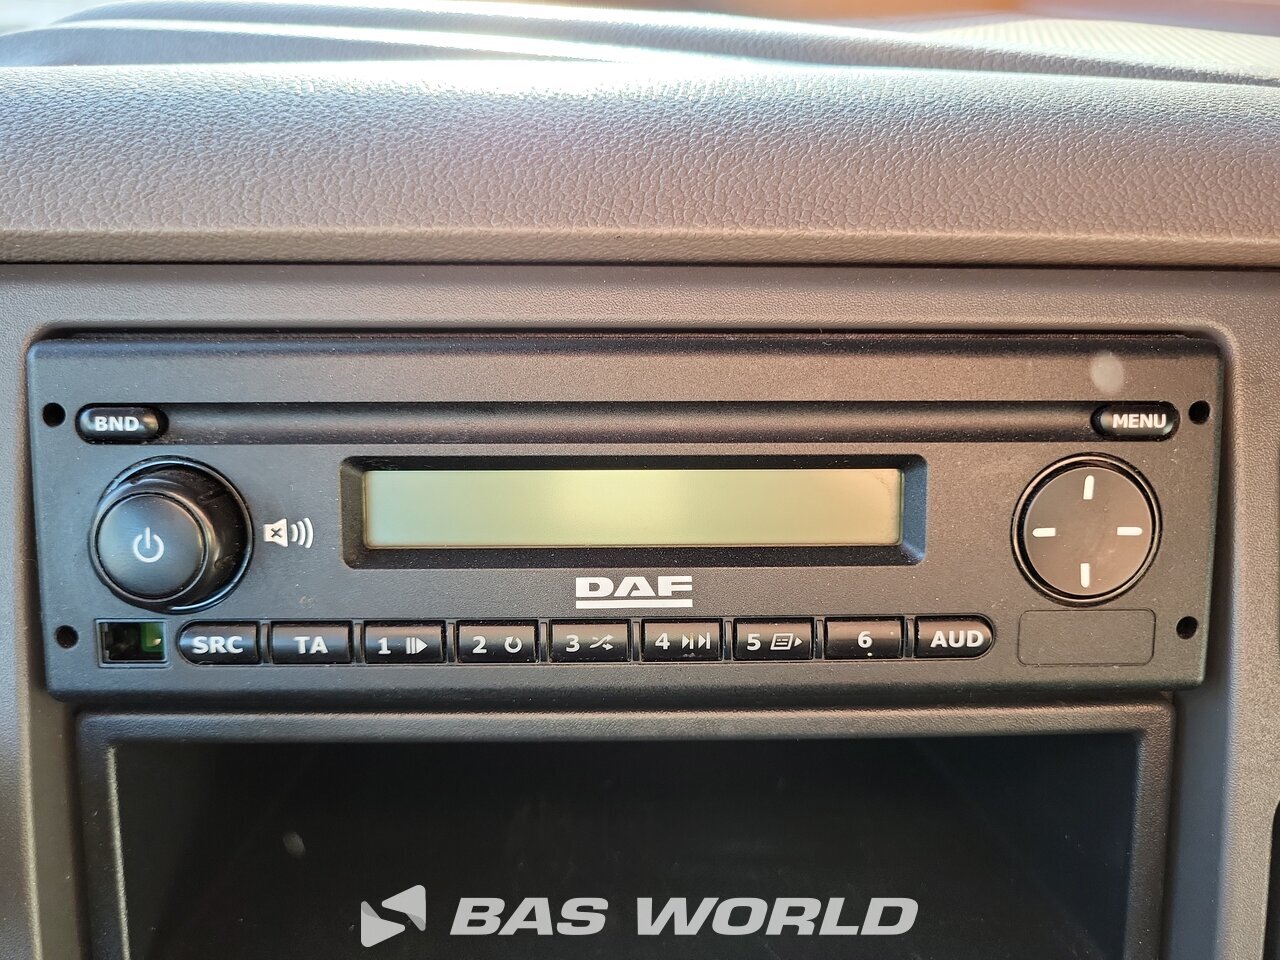 BND
MENU
DAF
SRC TA 1 2 3 4 5 6 AUD
BAS WORLD